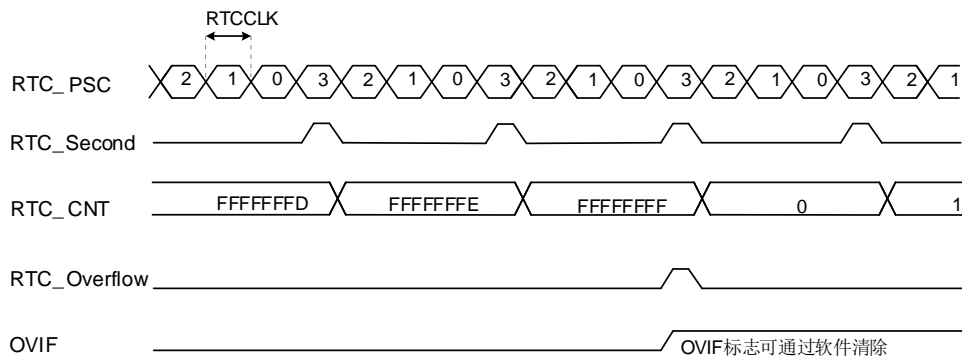 RTCCLK
RTC_PSC 2 1 0 3 2 1 0 3 2 1 0 3 2 1 0 3 2 1
RTC_Second
RTC_CNT FFFFFFFD FFFFFFFE FFFFFFFF 0 1
RTC_Overflow
OVIF OVIF标志可通过软件清除